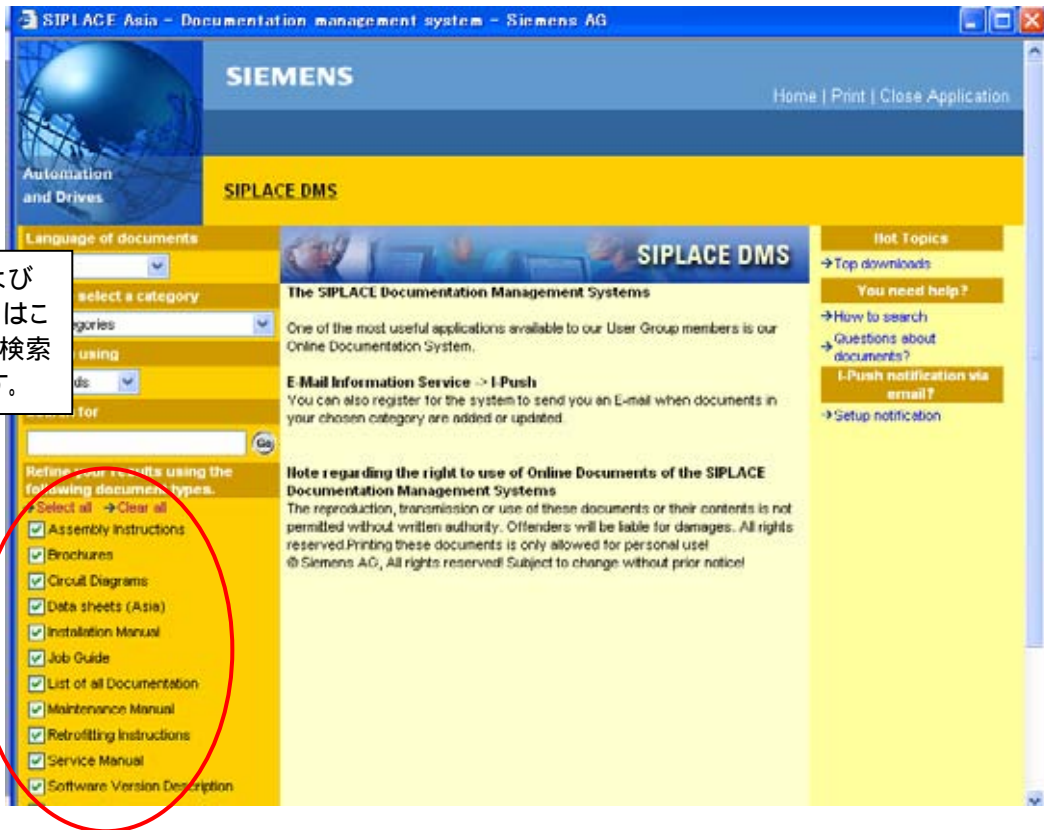 SIPLACE Asia - Documentation management system - Siemens AG
SIEMENS
Home | Print | Close Application
Automation
and Drives
SIPLACE DMS
Language of documents
select a category
using
for
Go
Refine your results using the
following document types.
→Select all →Clear all
Assembly Instructions
Brochures
Circuit Diagrams
Data sheets (Asia)
Installation Manual
Job Guide
List of all Documentation
Maintenance Manual
Retrofitting Instructions
Service Manual
Software Version Description
はこ
検索
す。
SIPLACE DMS
The SIPLACE Documentation Management Systems
One of the most useful applications available to our User Group members is our
Online Documentation System.
E-Mail Information Service -> I-Push
You can also register for the system to send you an E-mail when documents in
your chosen category are added or updated.
Note regarding the right to use of Online Documents of the SIPLACE
Documentation Management Systems
The reproduction, transmission or use of these documents or their contents is not
permitted without written authority. Offenders will be liable for damages. All rights
reserved.Printing these documents is only allowed for personal use!
© Siemens AG, All rights reserved! Subject to change without prior notice!
Hot Topics
→Top downloads
You need help?
→How to search
→Questions about
documents?
I-Push notification via
email?
→Setup notification